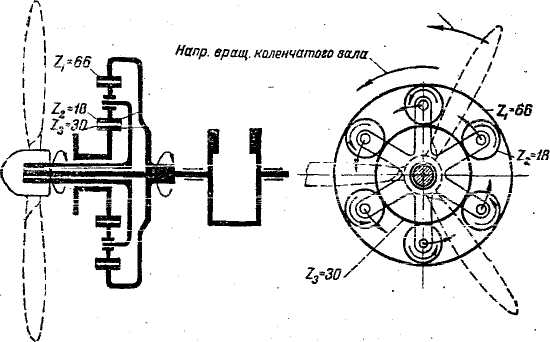 Напр. вращ. коленчатого вала
Z₁=66
Z₂=18
Z₃=30
Z₁=66
Z₂=18
Z₃=30